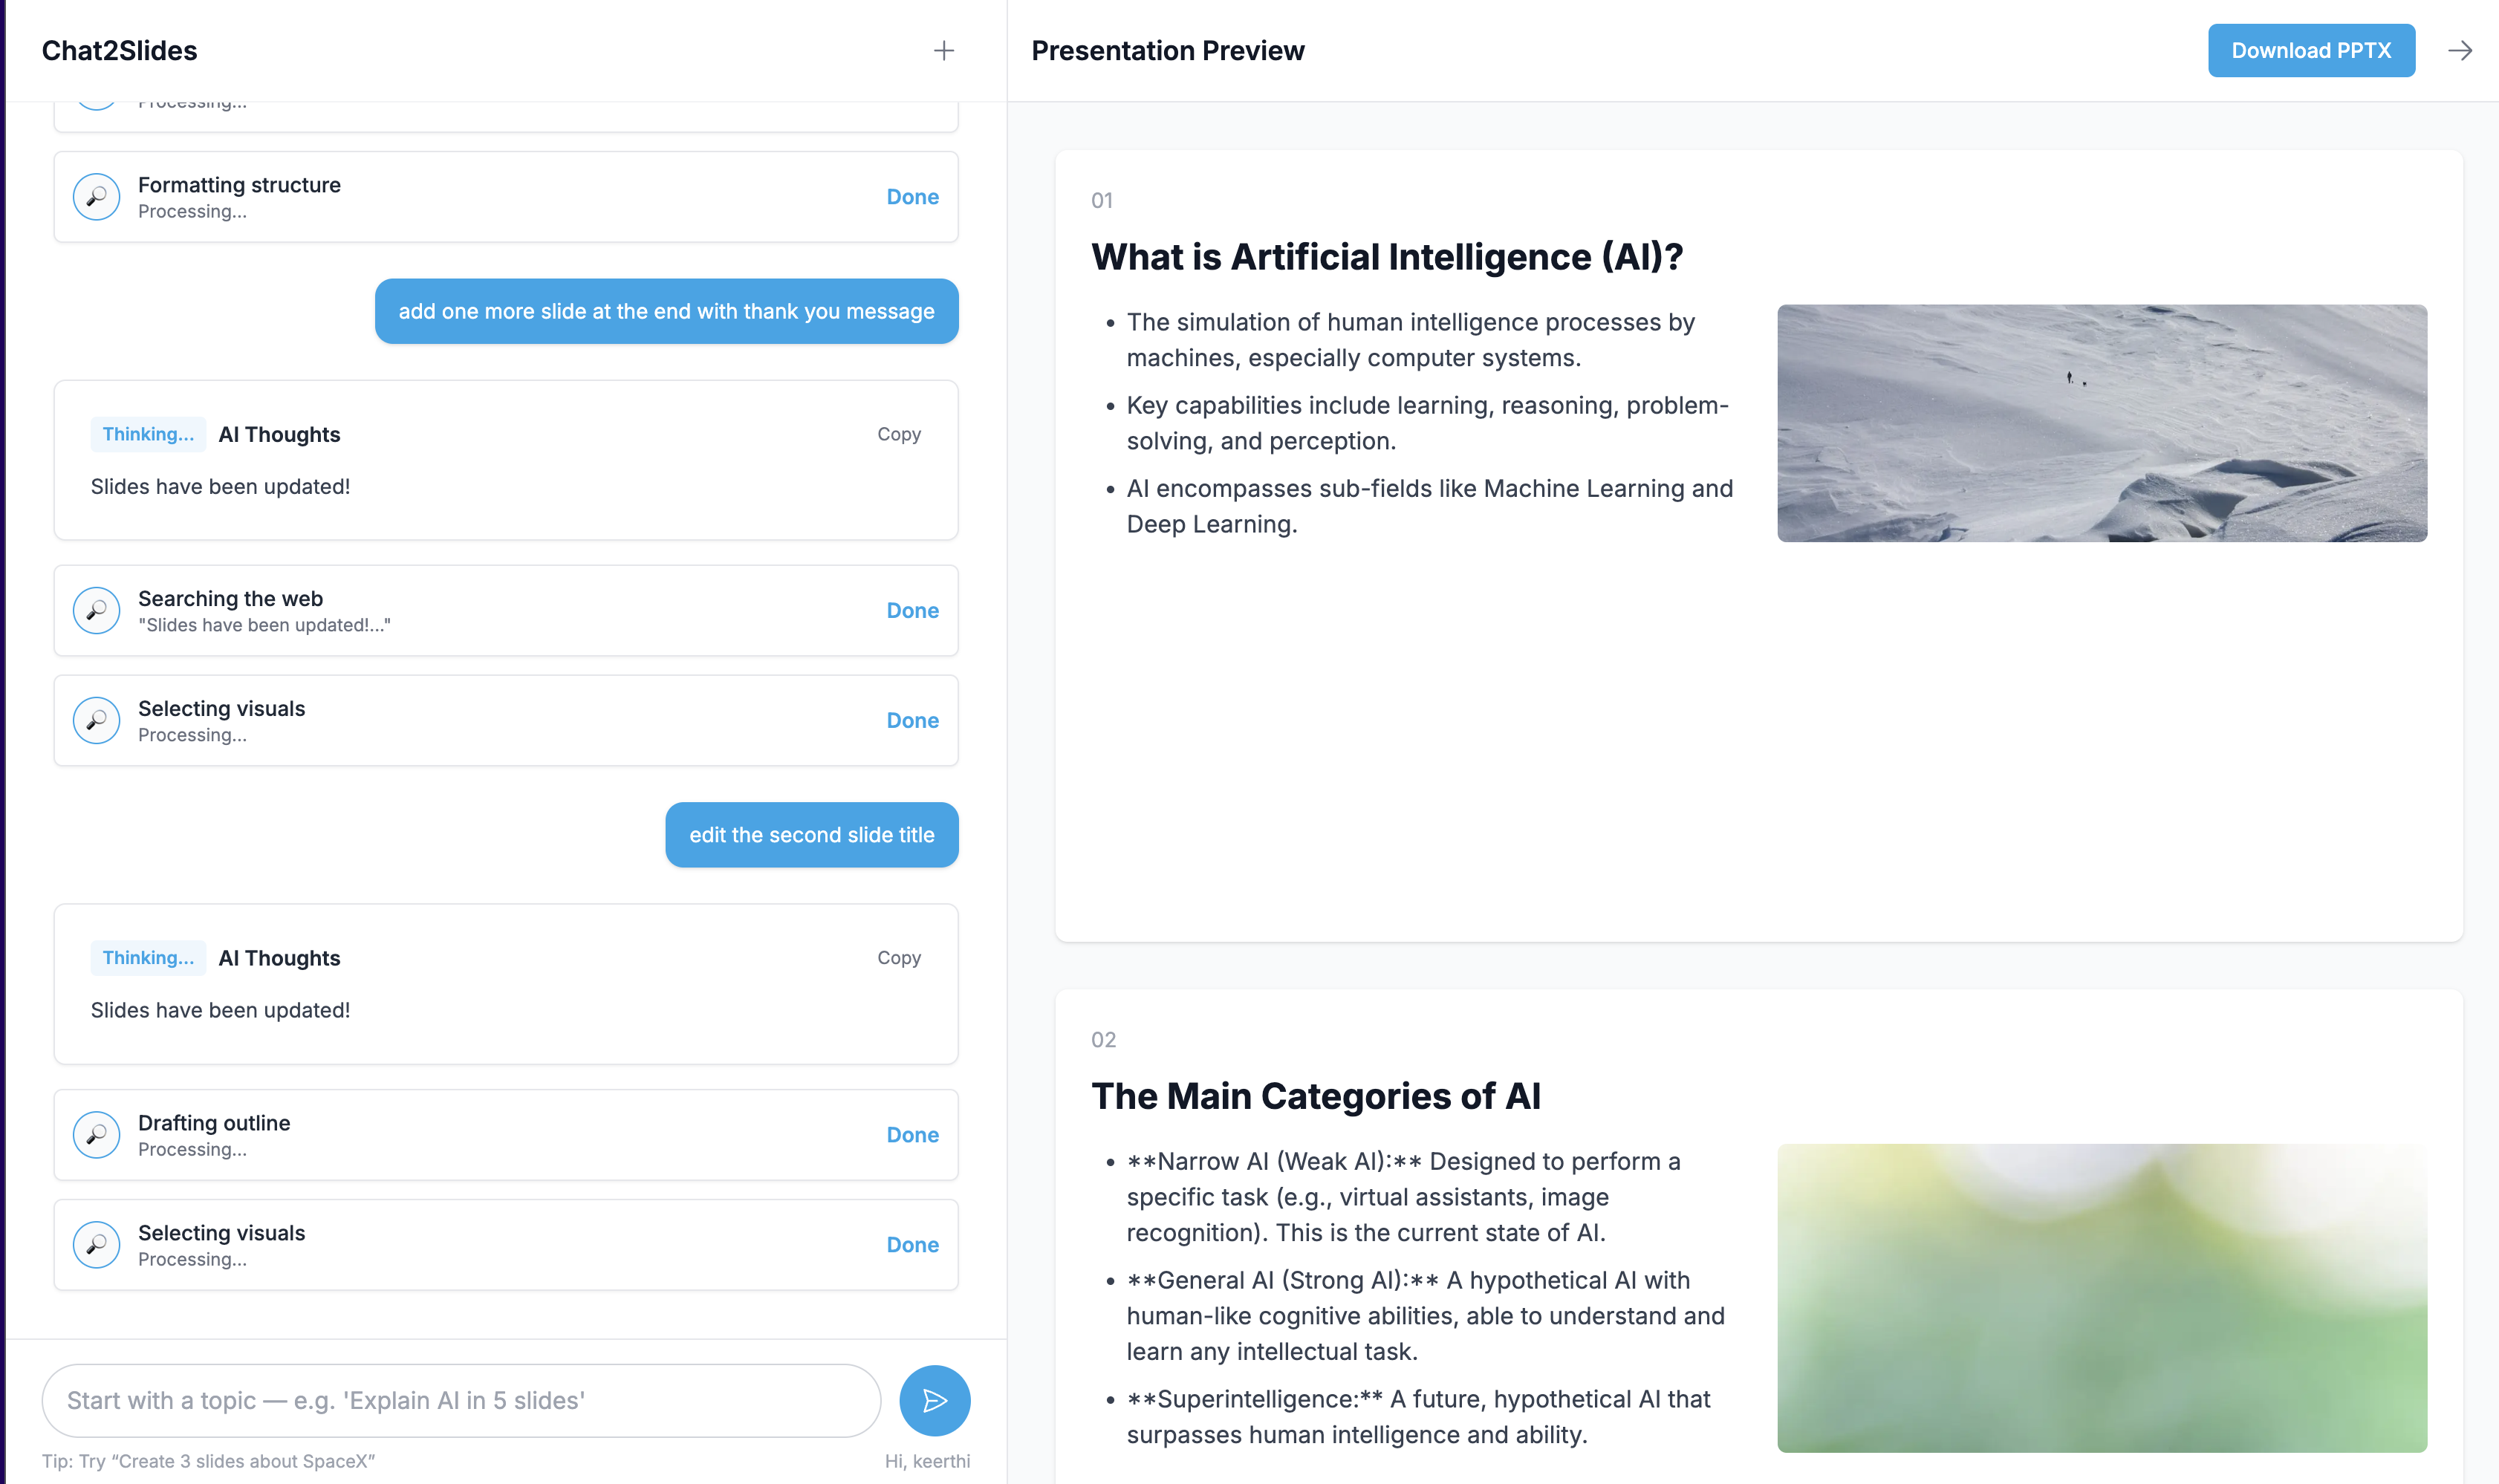 Chat2Slides
Processing...
Formatting structure
Processing...
Done
add one more slide at the end with thank you message
Thinking...
AI Thoughts
Copy
Slides have been updated!
Searching the web
"Slides have been updated!..."
Done
Selecting visuals
Processing...
Done
edit the second slide title
Thinking...
AI Thoughts
Copy
Slides have been updated!
Drafting outline
Processing...
Done
Selecting visuals
Processing...
Done
Start with a topic — e.g. 'Explain AI in 5 slides'
Tip: Try “Create 3 slides about SpaceX”
Hi, keerthi
Presentation Preview
Download PPTX
01
What is Artificial Intelligence (AI)?
• The simulation of human intelligence processes by
machines, especially computer systems.
• Key capabilities include learning, reasoning, problem-
solving, and perception.
• AI encompasses sub-fields like Machine Learning and
Deep Learning.
02
The Main Categories of AI
• **Narrow AI (Weak AI):** Designed to perform a
specific task (e.g., virtual assistants, image
recognition). This is the current state of AI.
• **General AI (Strong AI):** A hypothetical AI with
human-like cognitive abilities, able to understand and
learn any intellectual task.
• **Superintelligence:** A future, hypothetical AI that
surpasses human intelligence and ability.